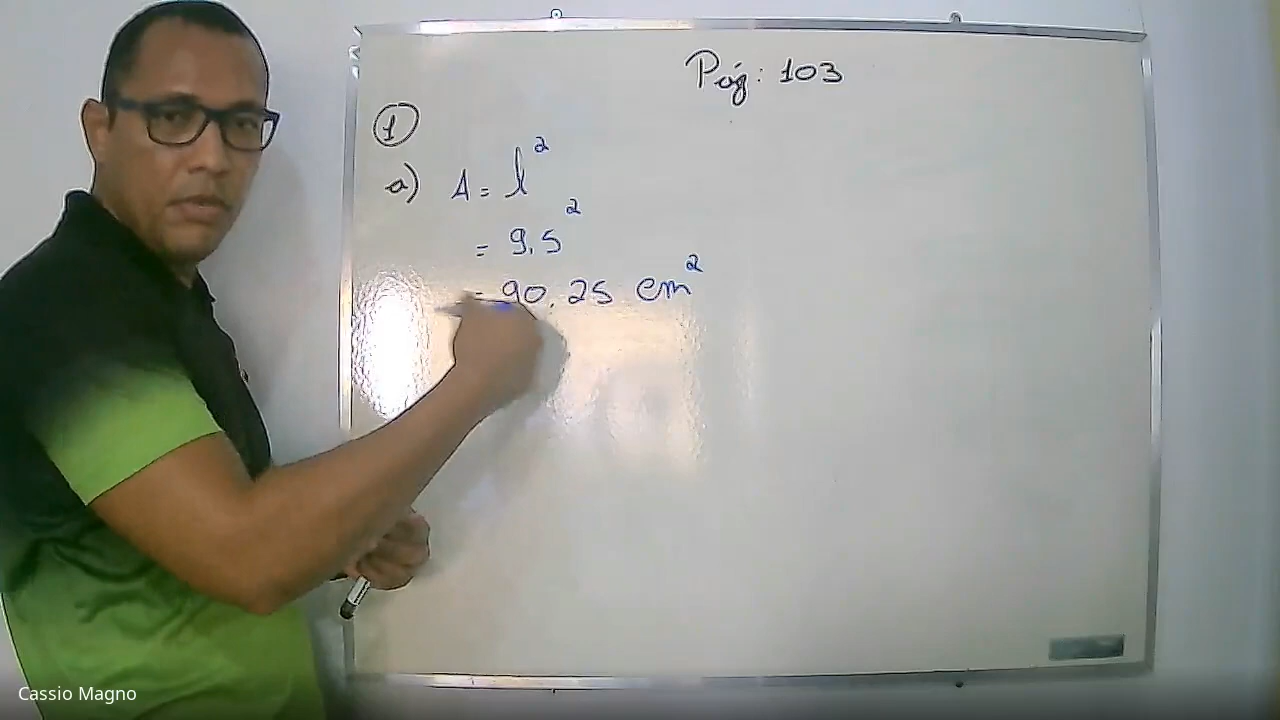 Pág: 103
1
a) A = l²
= 9,5²
= 90,25 cm²
Cassio Magno